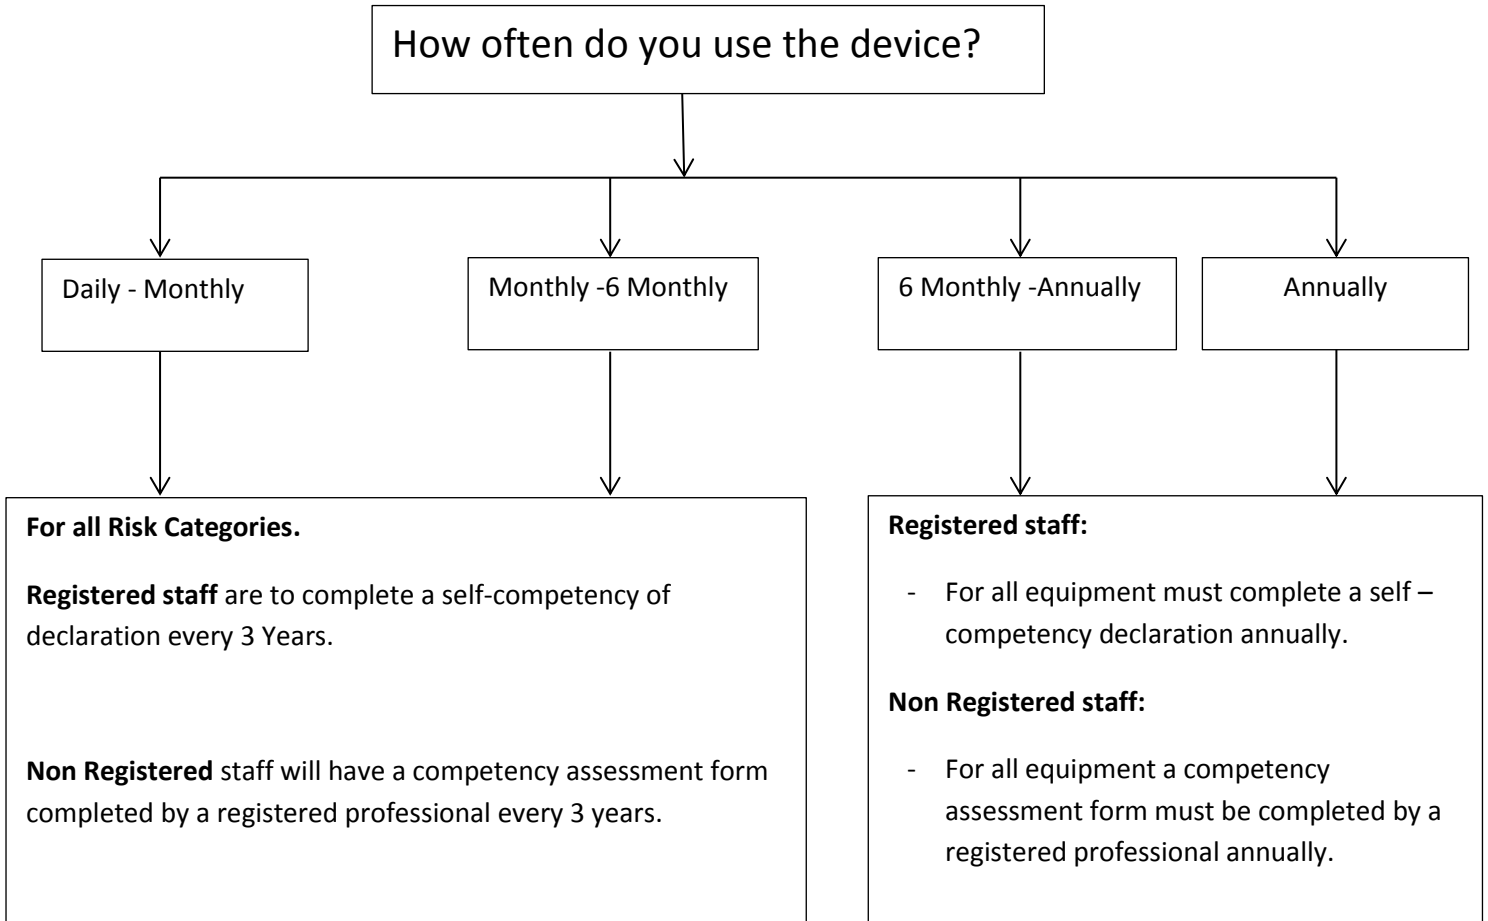 How often do you use the device?
Daily - Monthly
Monthly -6 Monthly
6 Monthly -Annually
Annually
For all Risk Categories.
Registered staff are to complete a self-competency of
declaration every 3 Years.
Non Registered staff will have a competency assessment form
completed by a registered professional every 3 years.
Registered staff:
- For all equipment must complete a self –
competency declaration annually.
Non Registered staff:
- For all equipment a competency
assessment form must be completed by a
registered professional annually.